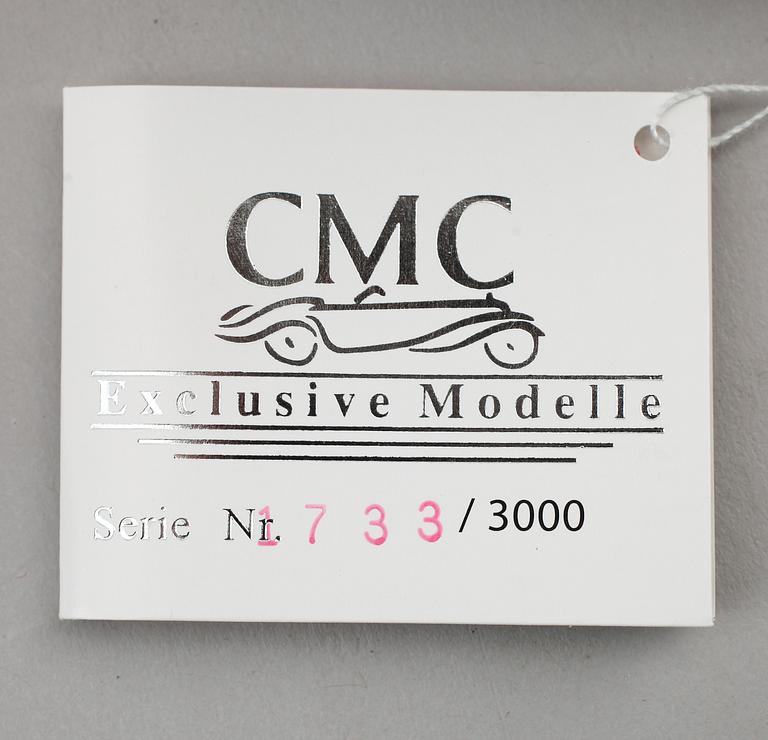 CMC
Exclusive Modelle
Serie Nr. 1733 / 3000